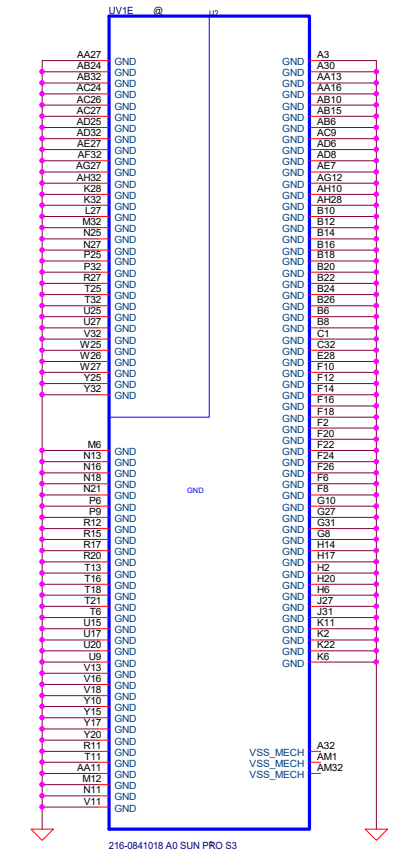 UV1E @ U?
AA27 GND GND A3
AB24 GND GND A30
AB32 GND GND AA13
AC24 GND GND AA16
AC26 GND GND AB10
AC27 GND GND AB15
AD25 GND GND AB6
AD32 GND GND AC9
AE27 GND GND AD6
AF32 GND GND AD8
AG27 GND GND AE7
AH32 GND GND AG12
K28 GND GND AH10
K32 GND GND AH28
L27 GND GND B10
M32 GND GND B12
N25 GND GND B14
N27 GND GND B16
P25 GND GND B18
P32 GND GND B20
R27 GND GND B22
T25 GND GND B24
T32 GND GND B26
U25 GND GND B6
U27 GND GND B8
V32 GND GND C1
W25 GND GND C32
W26 GND GND E28
W27 GND GND F10
Y25 GND GND F12
Y32 GND GND F14
GND F16
GND F18
GND F2
GND F20
M6 GND GND F22
N13 GND GND F24
N16 GND GND F26
N18 GND GND F6
N21 GND GND GND F8
P6 GND GND G10
P9 GND GND G27
R12 GND GND G31
R15 GND GND G8
R17 GND GND H14
R20 GND GND H17
T13 GND GND H2
T16 GND GND H20
T18 GND GND H6
T21 GND GND J27
T6 GND GND J31
U15 GND GND K11
U17 GND GND K2
U20 GND GND K22
U9 GND GND K6
V13 GND
V16 GND
V18 GND
Y10 GND
Y15 GND
Y17 GND
Y20 GND
R11 GND VSS_MECH A32
T11 GND VSS_MECH AM1
AA11 GND VSS_MECH AM32
M12 GND
N11 GND
V11 GND
216-0841018 A0 SUN PRO S3